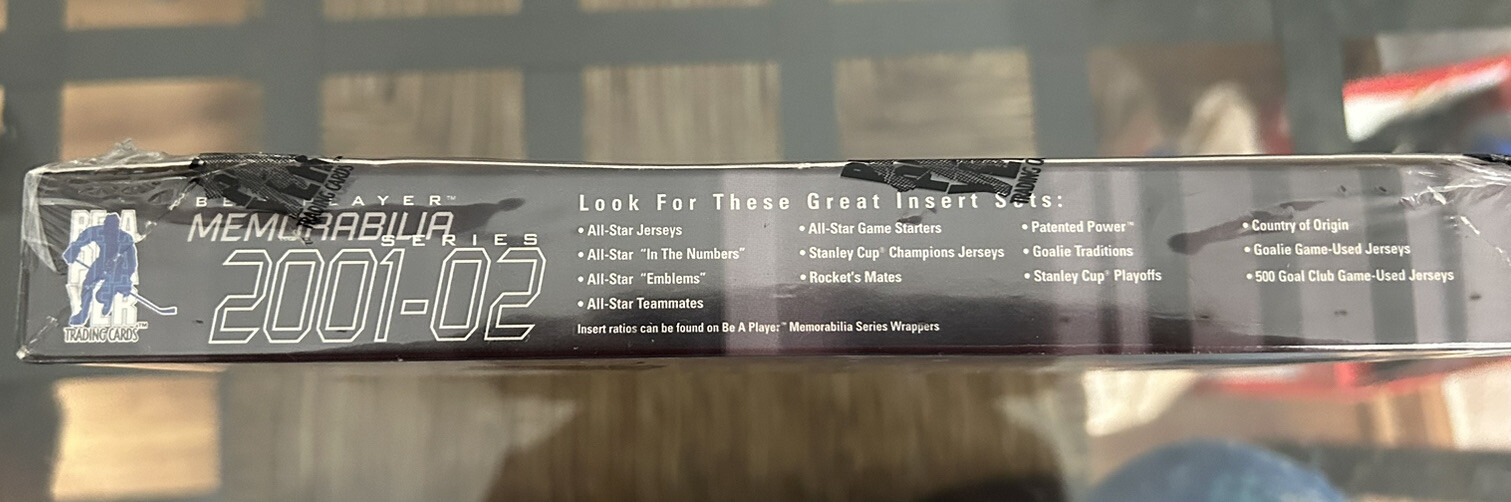 BE A PLAYER
TRADING CARDS™
AYER™
MEMORABILIA
SERIES
2001-02
Look For These Great Insert Sets:
• All-Star Jerseys
• All-Star "In The Numbers"
• All-Star "Emblems"
• All-Star Teammates
• All-Star Game Starters
• Stanley Cup® Champions Jerseys
• Rocket's Mates
• Patented Power™
• Goalie Traditions
• Stanley Cup® Playoffs
• Country of Origin
• Goalie Game-Used Jerseys
• 500 Goal Club Game-Used Jerseys
Insert ratios can be found on Be A Player™ Memorabilia Series Wrappers